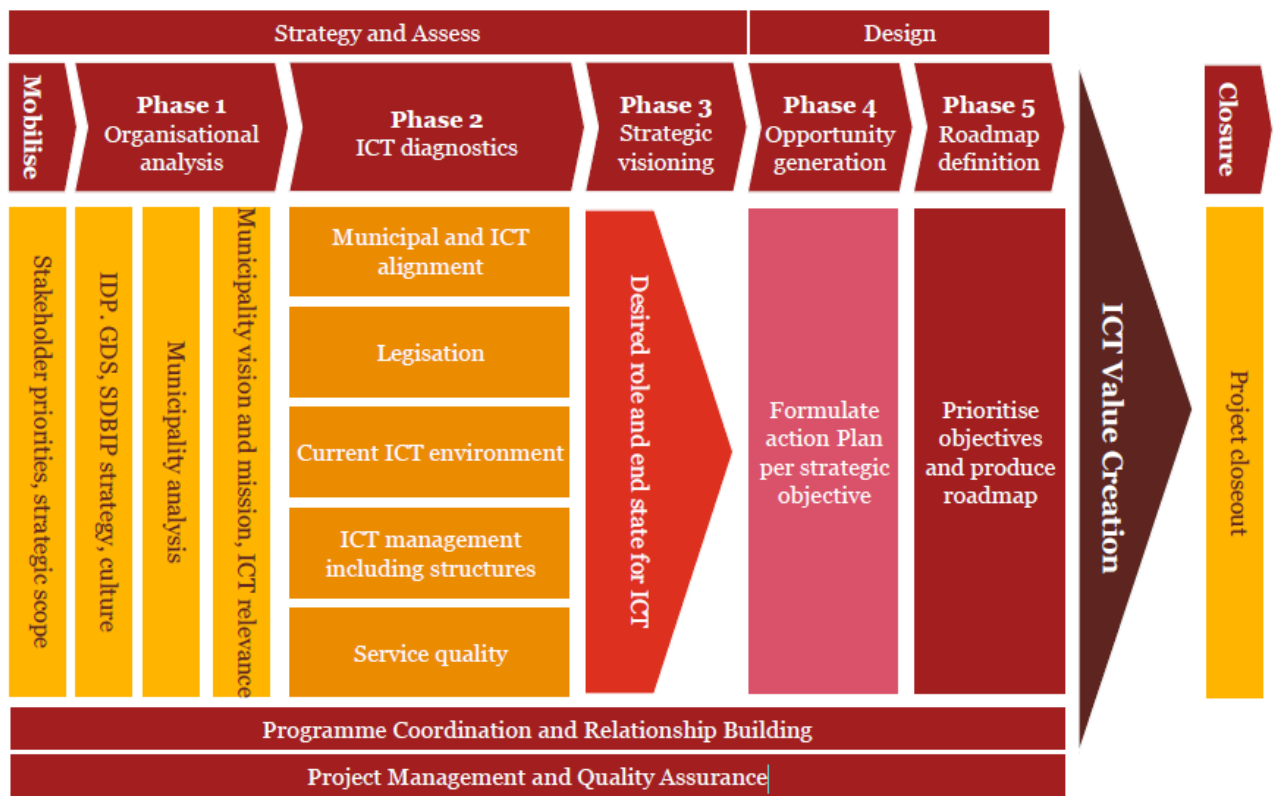 Strategy and Assess
Design
Mobilise
Phase 1
Organisational
analysis
Phase 2
ICT diagnostics
Phase 3
Strategic
visioning
Phase 4
Opportunity
generation
Phase 5
Roadmap
definition
Closure
Stakeholder priorities, strategic scope
IDP. GDS, SDBIP strategy, culture
Municipality analysis
Municipality vision and mission, ICT relevance
Municipal and ICT
alignment
Legisation
Current ICT environment
ICT management
including structures
Service quality
Desired role and end state for ICT
Formulate
action Plan
per strategic
objective
Prioritise
objectives
and produce
roadmap
ICT Value Creation
Project closeout
Programme Coordination and Relationship Building
Project Management and Quality Assurance